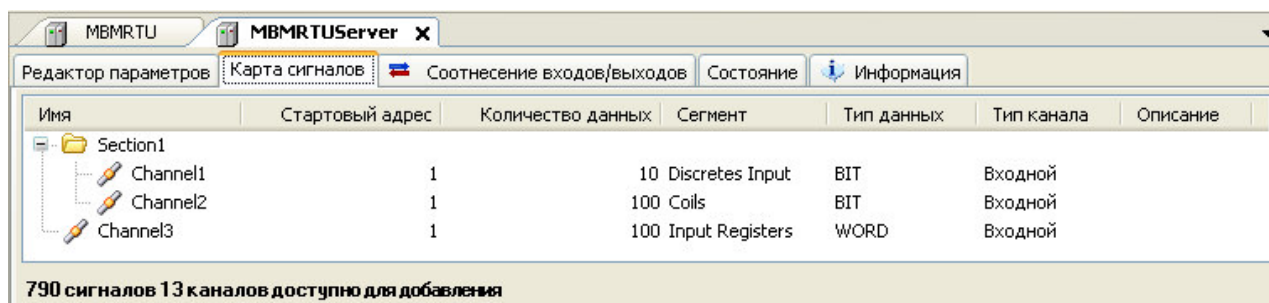 MBMRTU MBMRTUServer X
Редактор параметров Карта сигналов Соотнесение входов/выходов Состояние Информация
Имя Стартовый адрес Количество данных Сегмент Тип данных Тип канала Описание
Section1
Channel1 1 10 Discretes Input BIT Входной
Channel2 1 100 Coils BIT Входной
Channel3 1 100 Input Registers WORD Входной
790 сигналов 13 каналов доступно для добавления